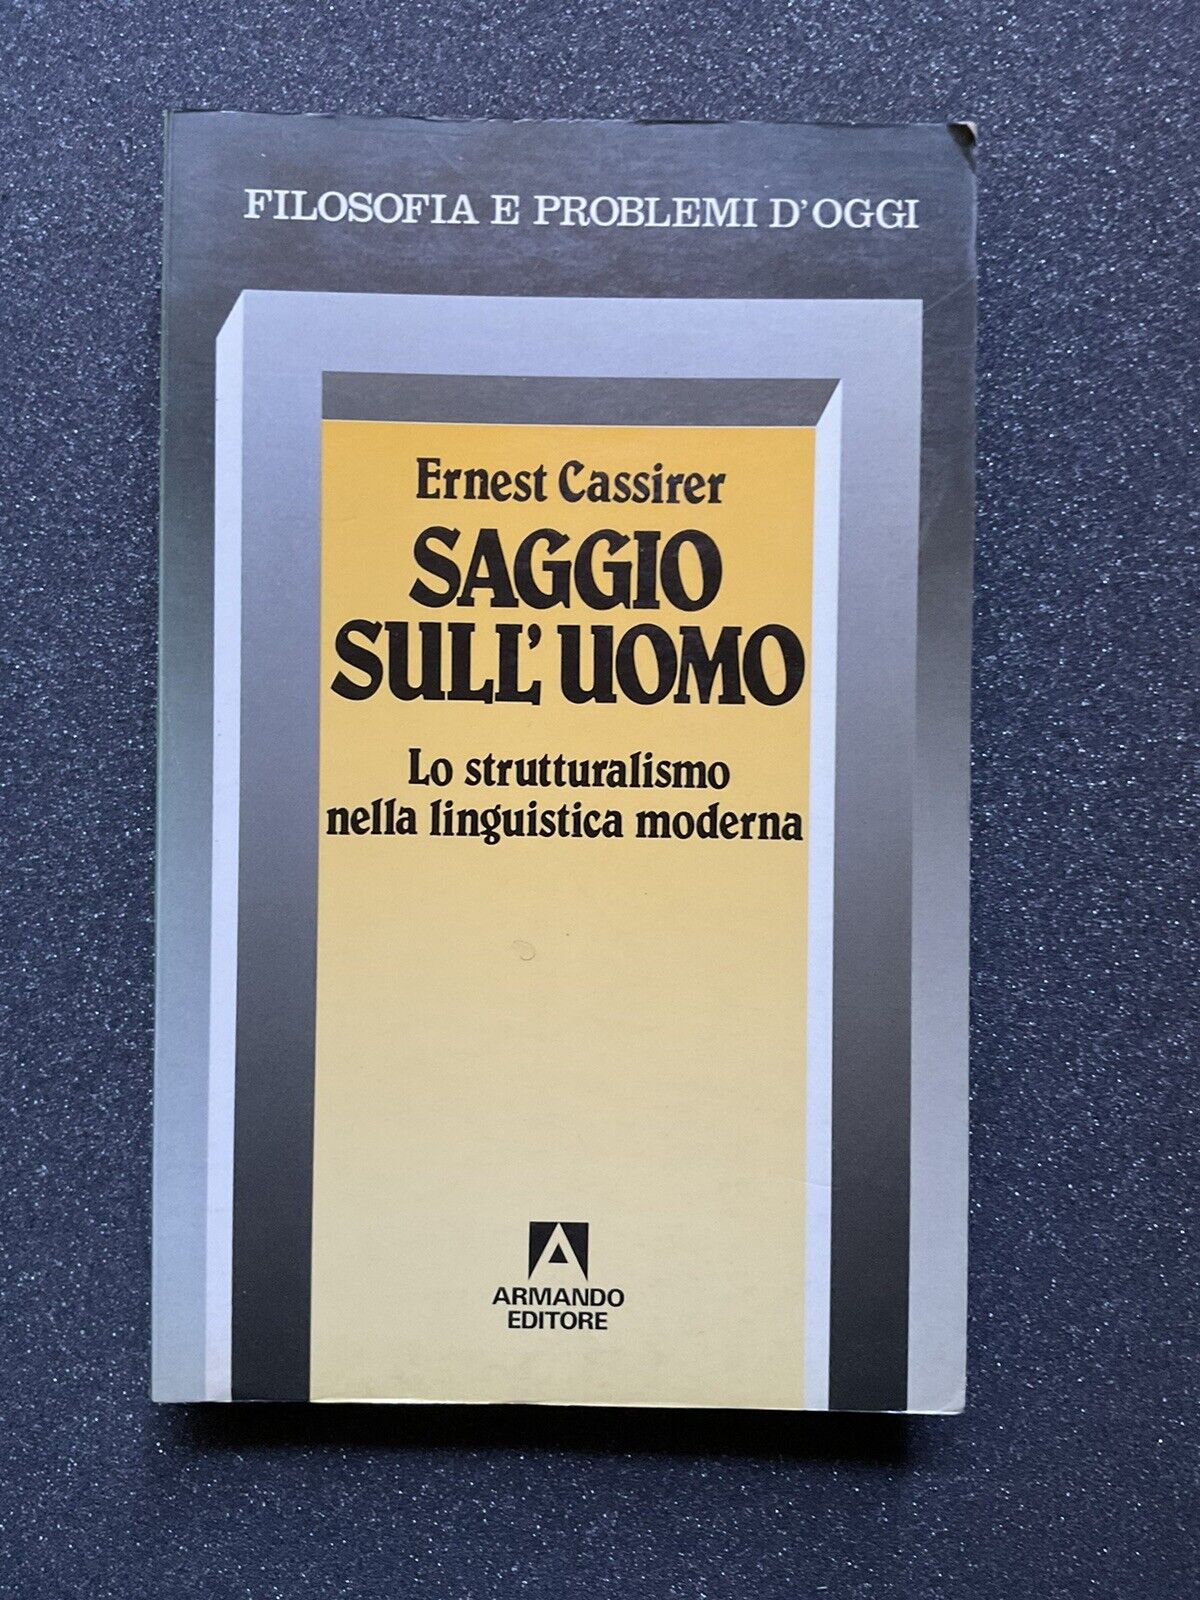 FILOSOFIA E PROBLEMI D'OGGI
Ernest Cassirer
SAGGIO
SULL'UOMO
Lo strutturalismo
nella linguistica moderna
ARMANDO
EDITORE